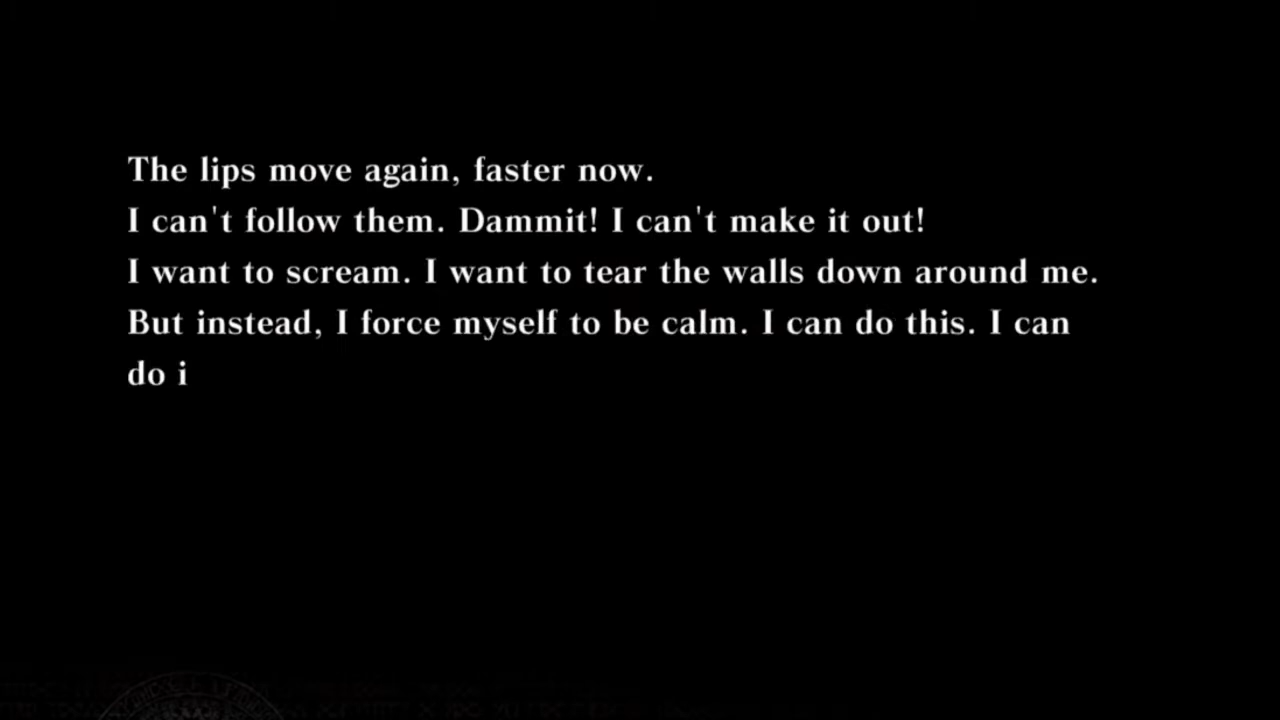 The lips move again, faster now.
I can't follow them. Dammit! I can't make it out!
I want to scream. I want to tear the walls down around me.
But instead, I force myself to be calm. I can do this. I can
do i